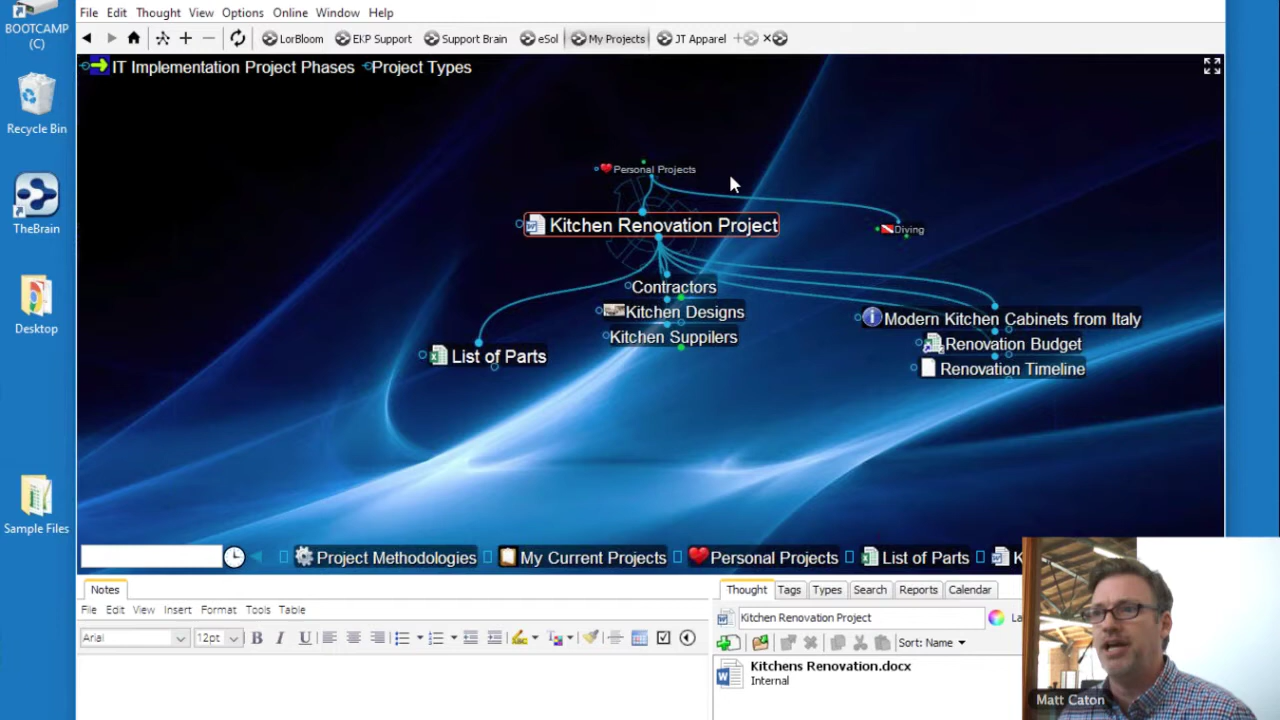 BOOTCAMP
(C)
Recycle Bin
TheBrain
Desktop
Sample Files
File Edit Thought View Options Online Window Help
LorBloom EKP Support Support Brain eSol My Projects JT Apparel
IT Implementation Project Phases Project Types
Personal Projects
Kitchen Renovation Project
Diving
Contractors
Kitchen Designs
Kitchen Suppliers
List of Parts
Modern Kitchen Cabinets from Italy
Renovation Budget
Renovation Timeline
Project Methodologies My Current Projects Personal Projects List of Parts K
Notes
File Edit View Insert Format Tools Table
Arial 12pt B I U
Thought Tags Types Search Reports Calendar
Kitchen Renovation Project La
Sort: Name
Kitchens Renovation.docx
Internal
Matt Caton